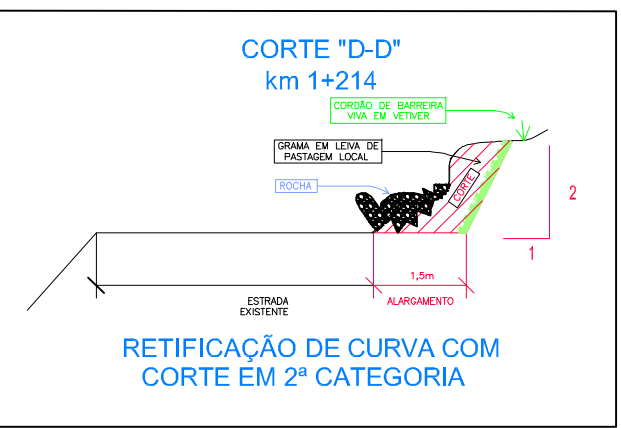 CORTE "D-D"
km 1+214
CORDÃO DE BARREIRA
VIVA EM VETIVER
GRAMA EM LEIVA DE
PASTAGEM LOCAL
ROCHA
CORTE
2
1
1,5m
ESTRADA
EXISTENTE
ALARGAMENTO
RETIFICAÇÃO DE CURVA COM
CORTE EM 2ª CATEGORIA